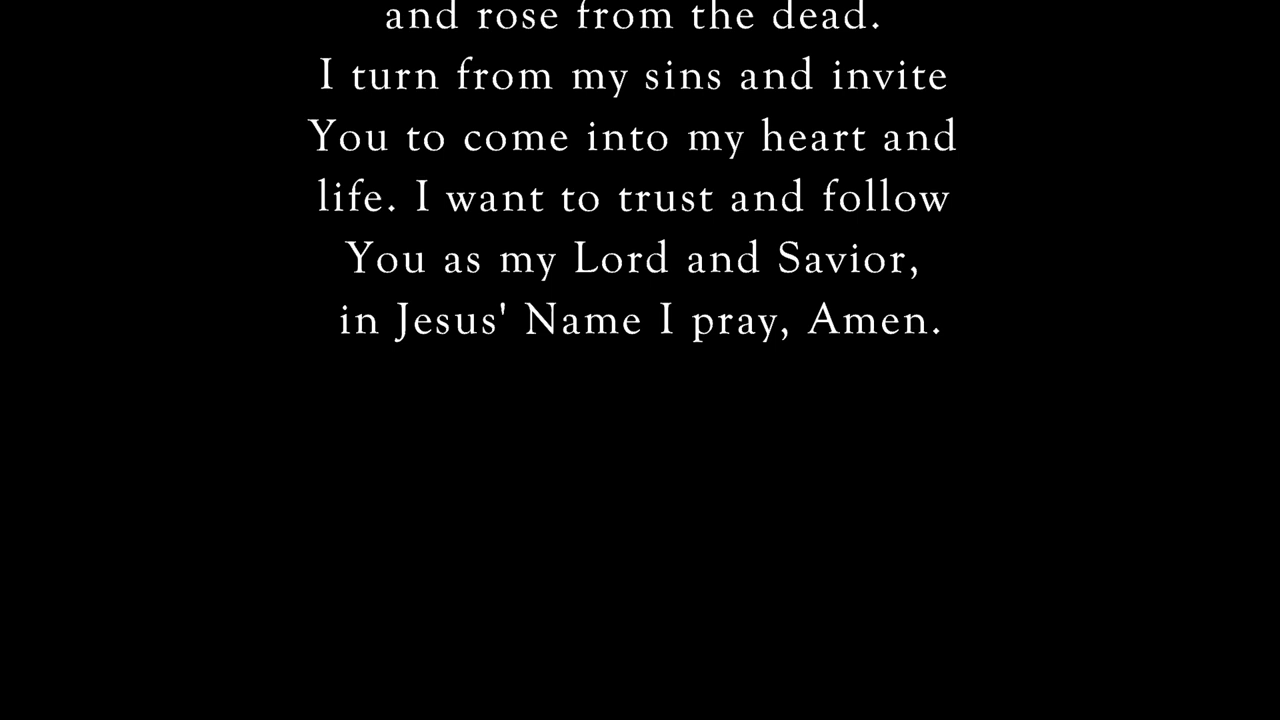 and rose from the dead.
I turn from my sins and invite
You to come into my heart and
life. I want to trust and follow
You as my Lord and Savior,
in Jesus' Name I pray, Amen.